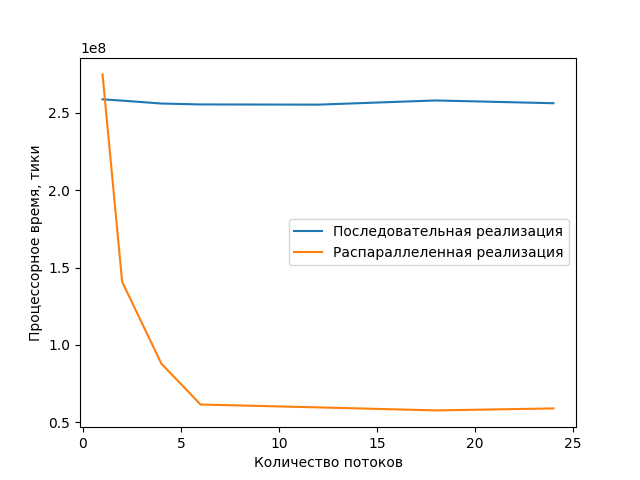 1e8
2.5
2.0
1.5
1.0
0.5
Процессорное время, тики
Последовательная реализация
Распараллеленная реализация
0 5 10 15 20 25
Количество потоков